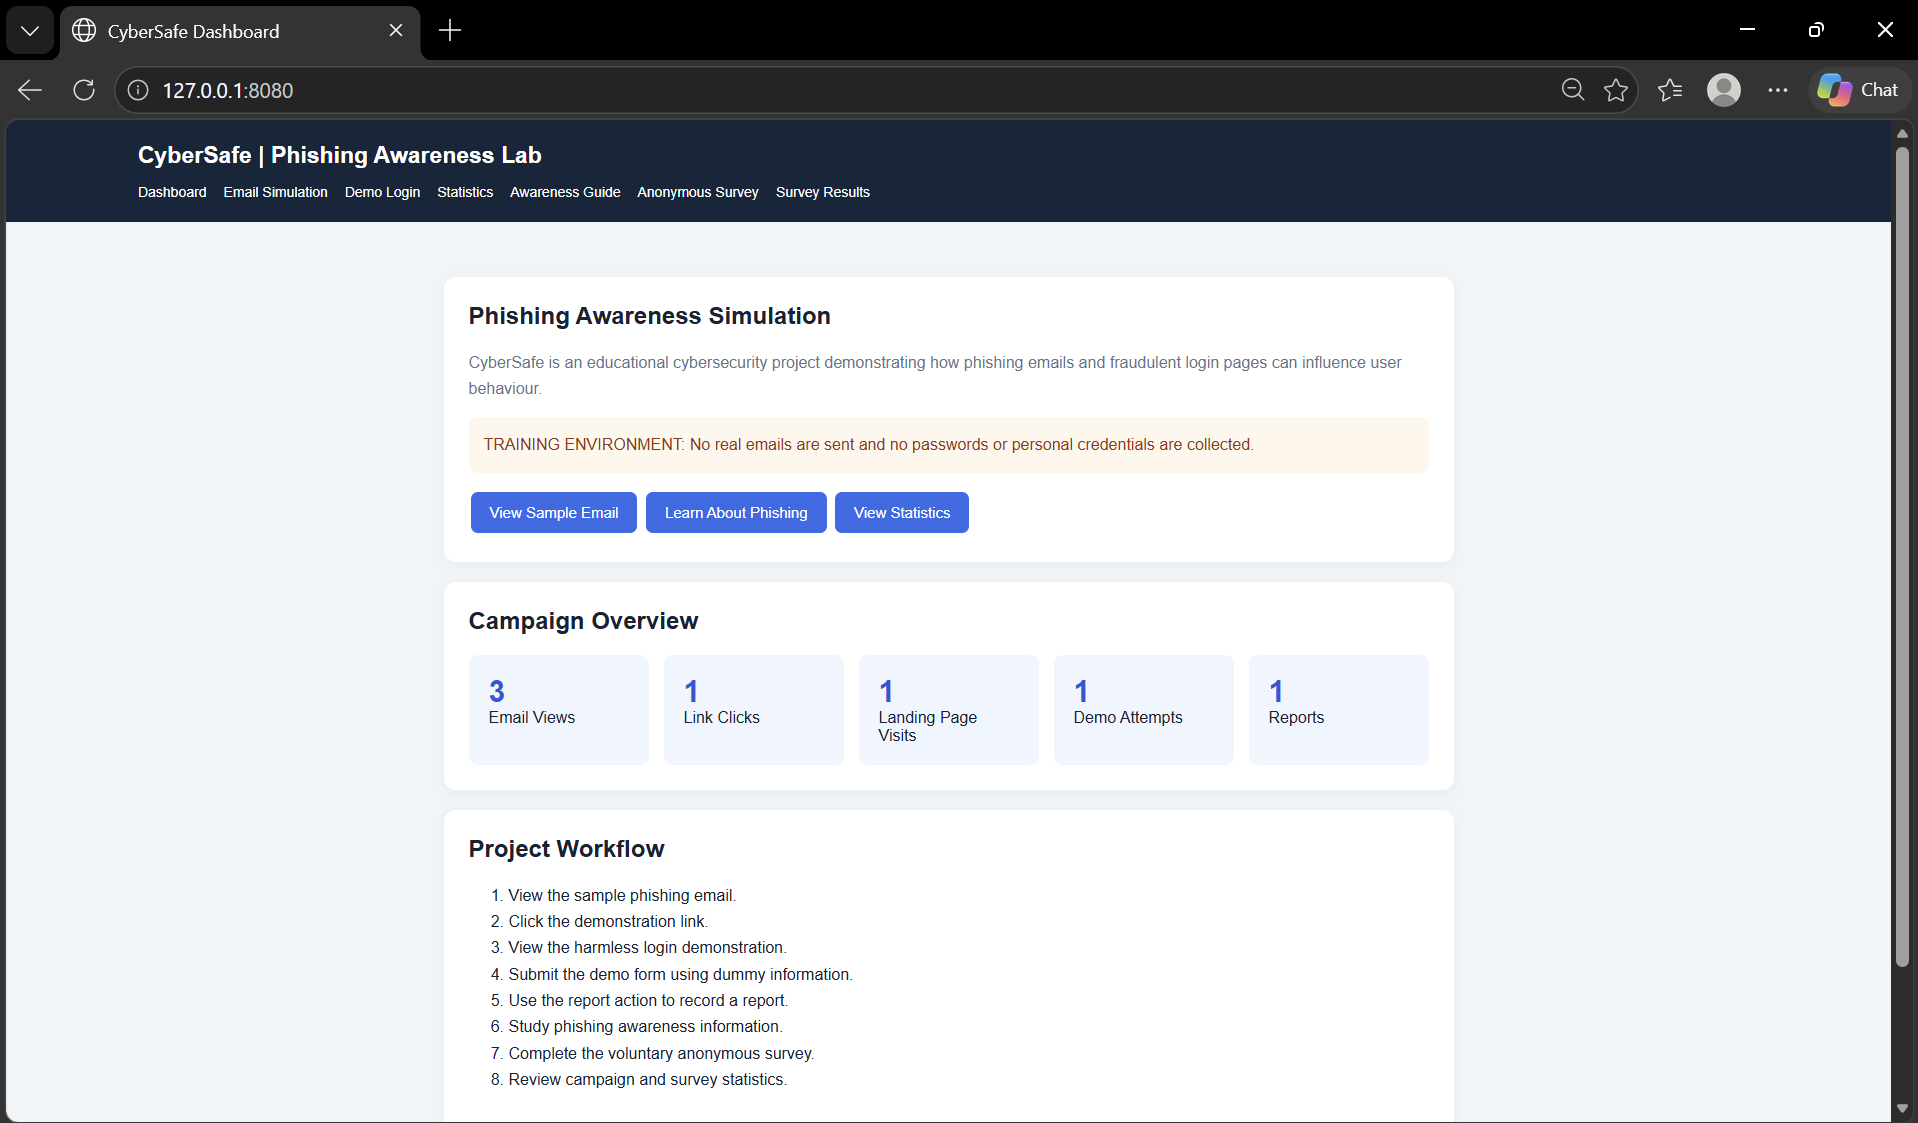 CyberSafe Dashboard
127.0.0.1:8080
Chat
CyberSafe | Phishing Awareness Lab
Dashboard Email Simulation Demo Login Statistics Awareness Guide Anonymous Survey Survey Results
Phishing Awareness Simulation
CyberSafe is an educational cybersecurity project demonstrating how phishing emails and fraudulent login pages can influence user
behaviour.
TRAINING ENVIRONMENT: No real emails are sent and no passwords or personal credentials are collected.
View Sample Email Learn About Phishing View Statistics
Campaign Overview
3
Email Views
1
Link Clicks
1
Landing Page
Visits
1
Demo Attempts
1
Reports
Project Workflow
1. View the sample phishing email.
2. Click the demonstration link.
3. View the harmless login demonstration.
4. Submit the demo form using dummy information.
5. Use the report action to record a report.
6. Study phishing awareness information.
7. Complete the voluntary anonymous survey.
8. Review campaign and survey statistics.